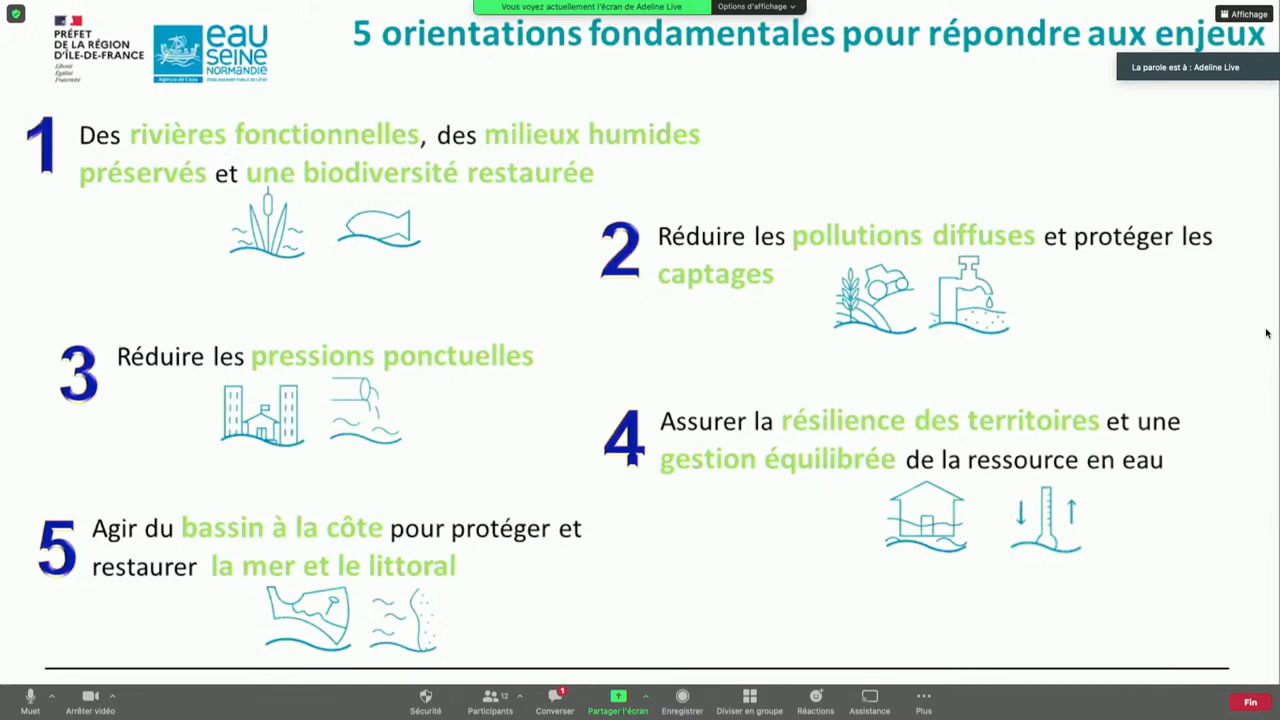 Vous voyez actuellement l'écran de Adeline Live
Options d'affichage
Affichage
PRÉFET
DE LA RÉGION
D'ÎLE-DE-FRANCE
Liberté
Égalité
Fraternité
eau
SEINE
NORMANDIE
Agence de l'eau
5 orientations fondamentales pour répondre aux enjeux
La parole est à : Adeline Live
1 Des rivières fonctionnelles, des milieux humides
préservés et une biodiversité restaurée
2 Réduire les pollutions diffuses et protéger les
captages
3 Réduire les pressions ponctuelles
4 Assurer la résilience des territoires et une
gestion équilibrée de la ressource en eau
5 Agir du bassin à la côte pour protéger et
restaurer la mer et le littoral
12
1
Muet
Arrêter vidéo
Sécurité
Participants
Converser
Partager l'écran
Enregistrer
Diviser en groupe
Réactions
Assistance
Plus
Fin